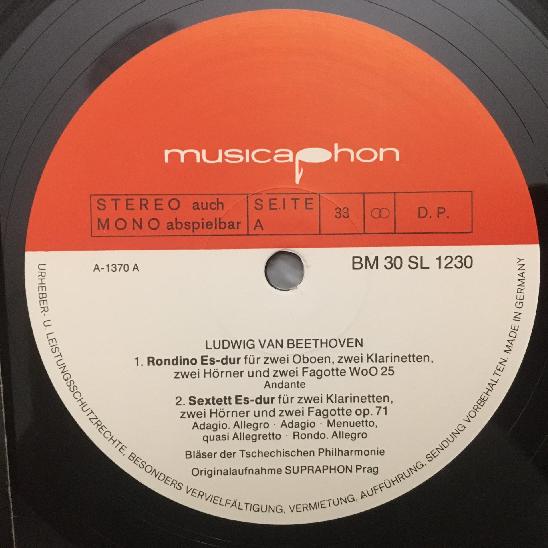 musicaphon
STEREO auch
MONO abspielbar
SEITE
A
33
D. P.
A-1370 A
BM 30 SL 1230
LUDWIG VAN BEETHOVEN
1. Rondino Es-dur für zwei Oboen, zwei Klarinetten,
zwei Hörner und zwei Fagotte WoO 25
Andante
2. Sextett Es-dur für zwei Klarinetten,
zwei Hörner und zwei Fagotte op. 71
Adagio. Allegro · Adagio · Menuetto,
quasi Allegretto · Rondo. Allegro
Bläser der Tschechischen Philharmonie
Originalaufnahme SUPRAPHON Prag
URHEBER- U. LEISTUNGSSCHUTZRECHTE, BESONDERS VERVIELFÄLTIGUNG, VERMIETUNG, AUFFÜHRUNG, SENDUNG VORBEHALTEN. MADE IN GERMANY